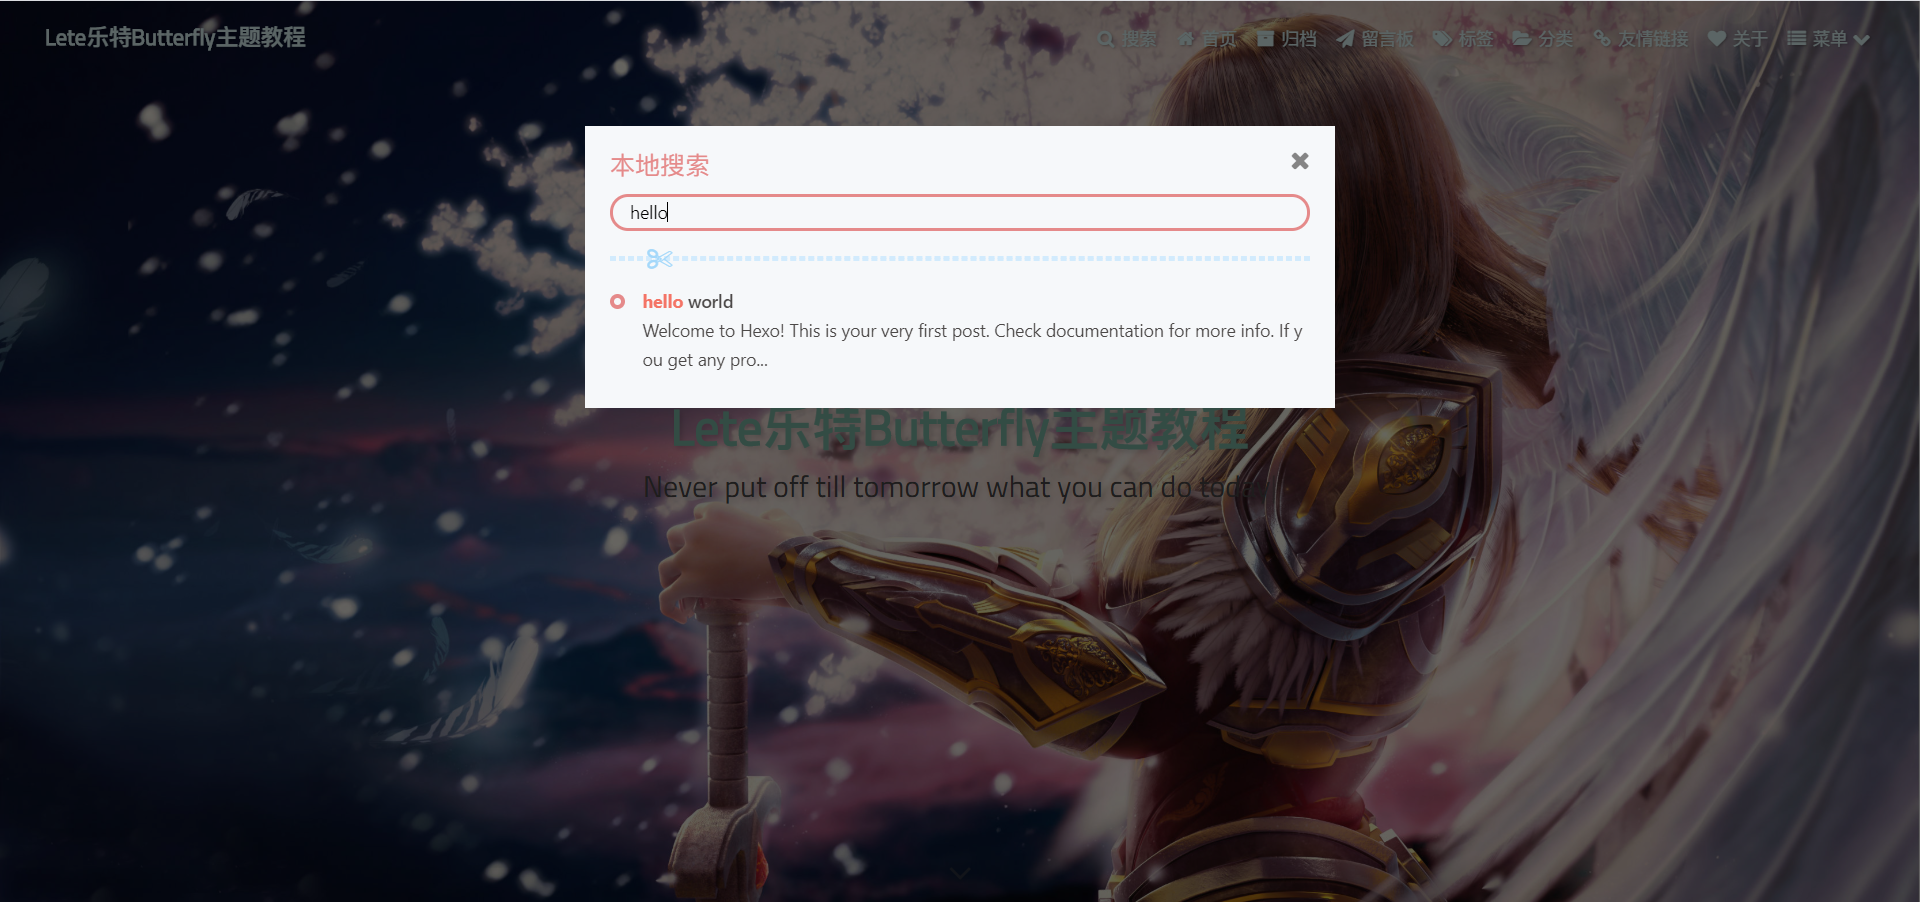 Lete乐特Butterfly主题教程
搜索 首页 归档 留言板 标签 分类 友情链接 关于 菜单
本地搜索
hello
hello world
Welcome to Hexo! This is your very first post. Check documentation for more info. If y
ou get any pro...
Lete乐特Butterfly主题教程
Never put off till tomorrow what you can do tod